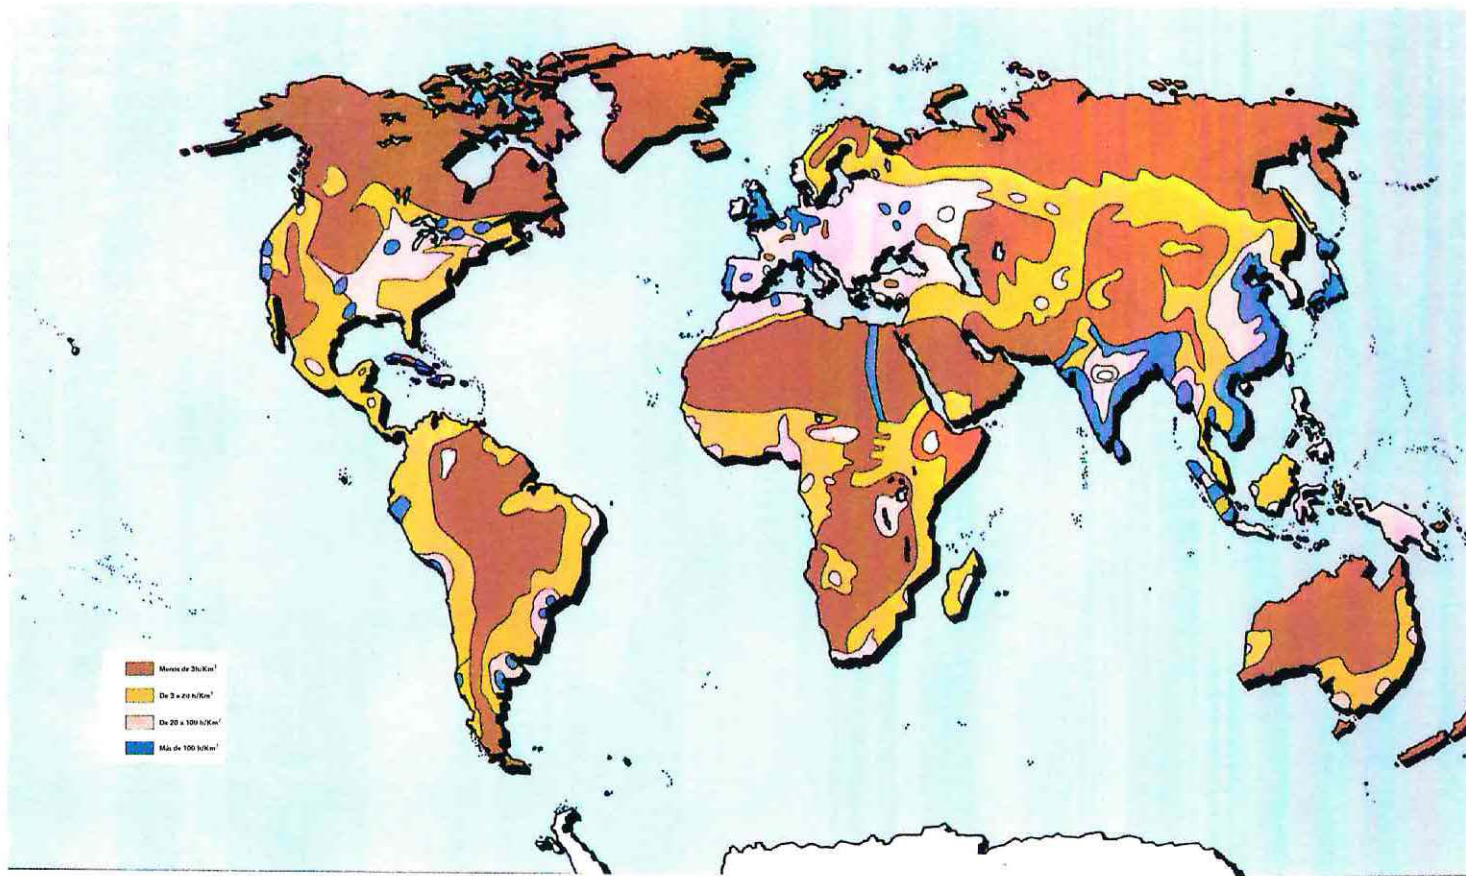 Menos de 3h/Km²
De 3 a 20 h/Km²
De 20 a 100 h/Km²
Más de 100 h/Km²